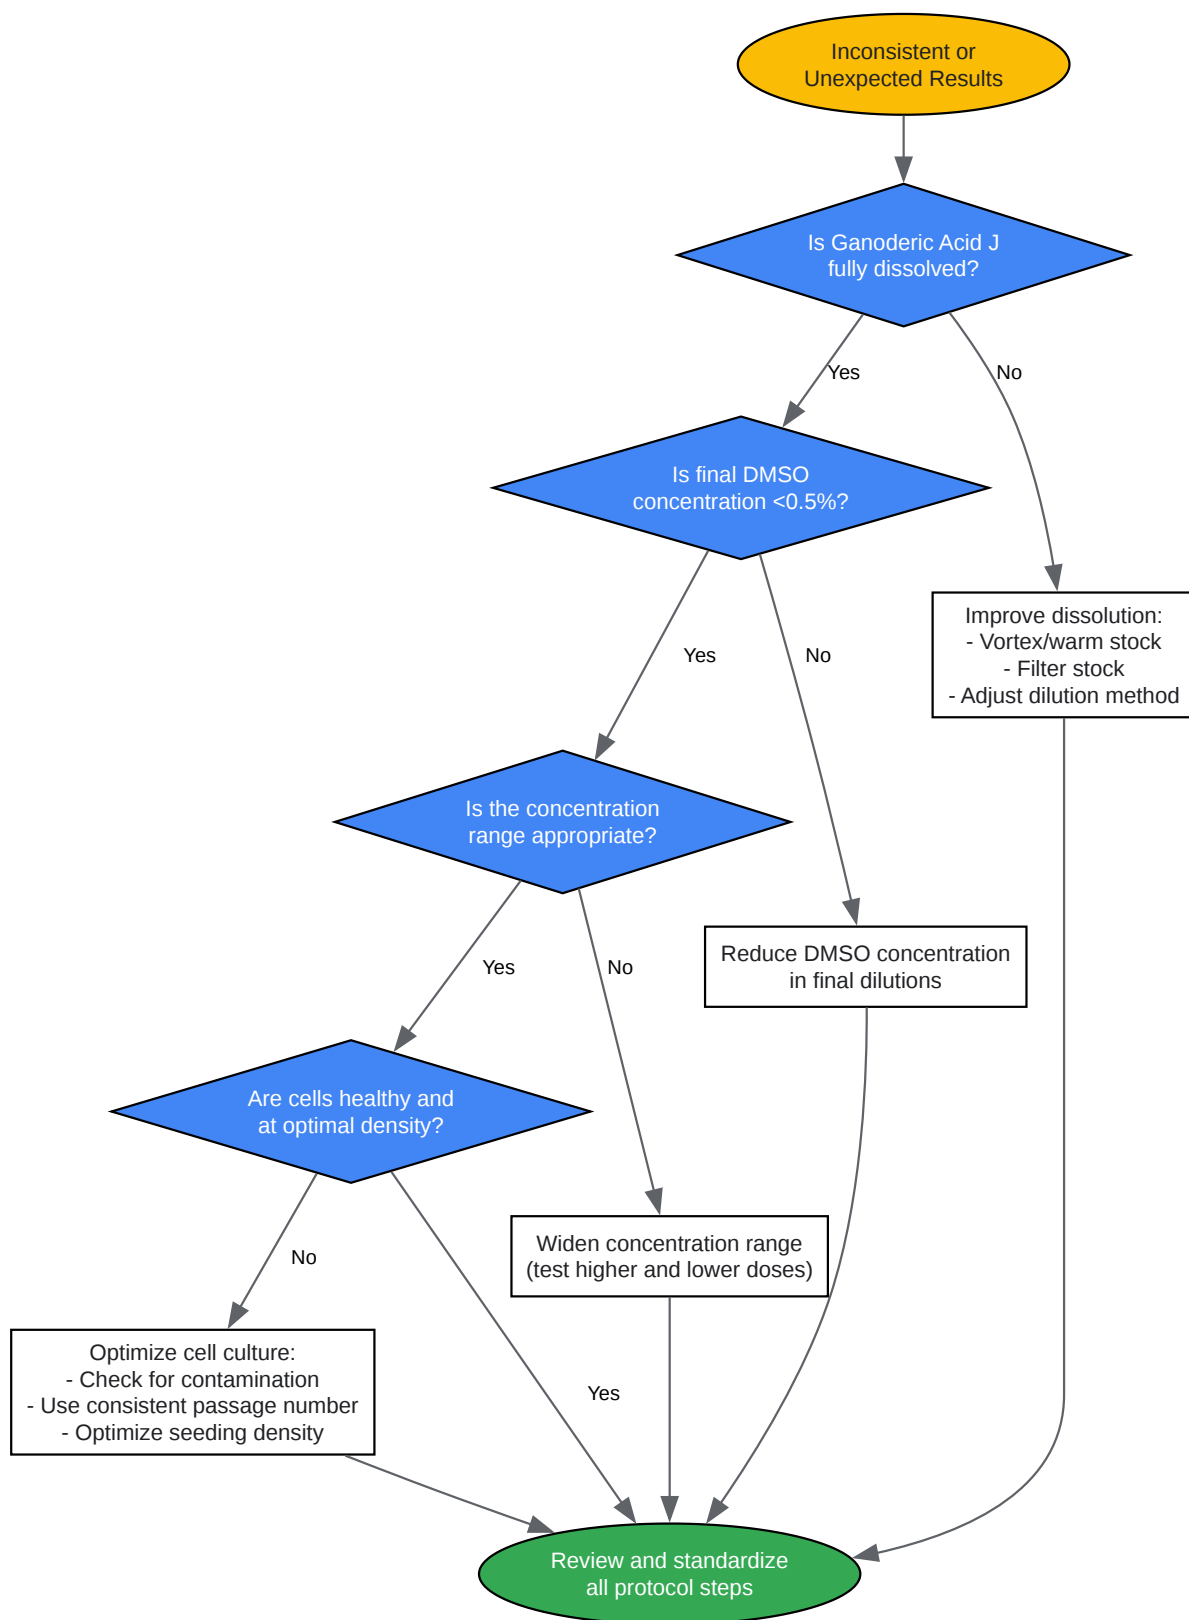 Inconsistent or
Unexpected Results
Is Ganoderic Acid J
fully dissolved?
Yes
No
Is final DMSO
concentration <0.5%?
Improve dissolution:
- Vortex/warm stock
- Filter stock
- Adjust dilution method
Yes
No
Is the concentration
range appropriate?
Reduce DMSO concentration
in final dilutions
Yes
No
Are cells healthy and
at optimal density?
Widen concentration range
(test higher and lower doses)
No
Optimize cell culture:
- Check for contamination
- Use consistent passage number
- Optimize seeding density
Yes
Review and standardize
all protocol steps